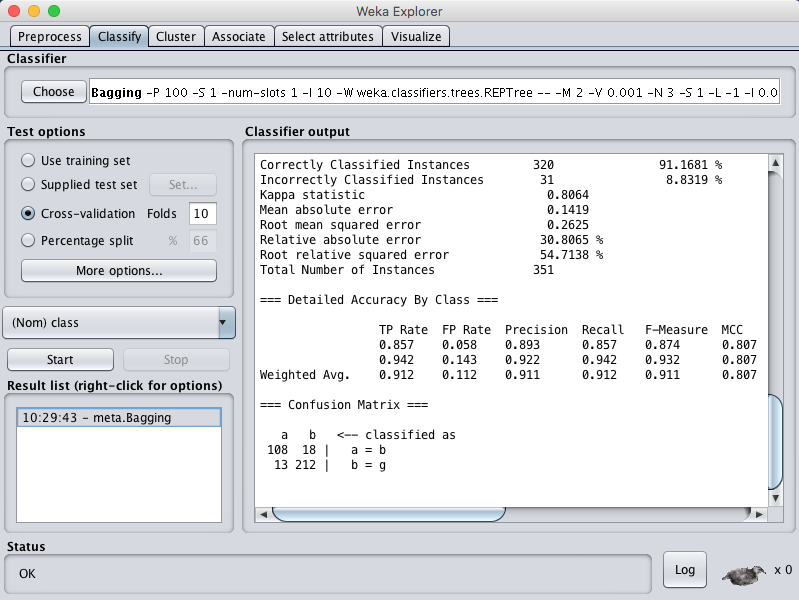 Weka Explorer
Preprocess Classify Cluster Associate Select attributes Visualize
Classifier
Choose Bagging -P 100 -S 1 -num-slots 1 -I 10 -W weka.classifiers.trees.REPTree -- -M 2 -V 0.001 -N 3 -S 1 -L -1 -I 0.0
Test options
Use training set
Supplied test set Set...
Cross-validation Folds 10
Percentage split % 66
More options...
(Nom) class
Start Stop
Result list (right-click for options)
10:29:43 - meta.Bagging
Classifier output
Correctly Classified Instances 320 91.1681 %
Incorrectly Classified Instances 31 8.8319 %
Kappa statistic 0.8064
Mean absolute error 0.1419
Root mean squared error 0.2625
Relative absolute error 30.8065 %
Root relative squared error 54.7138 %
Total Number of Instances 351
=== Detailed Accuracy By Class ===
TP Rate FP Rate Precision Recall F-Measure MCC
0.857 0.058 0.893 0.857 0.874 0.807
0.942 0.143 0.922 0.942 0.932 0.807
Weighted Avg. 0.912 0.112 0.911 0.912 0.911 0.807
=== Confusion Matrix ===
a b <-- classified as
108 18 | a = b
13 212 | b = g
Status
OK
Log x 0